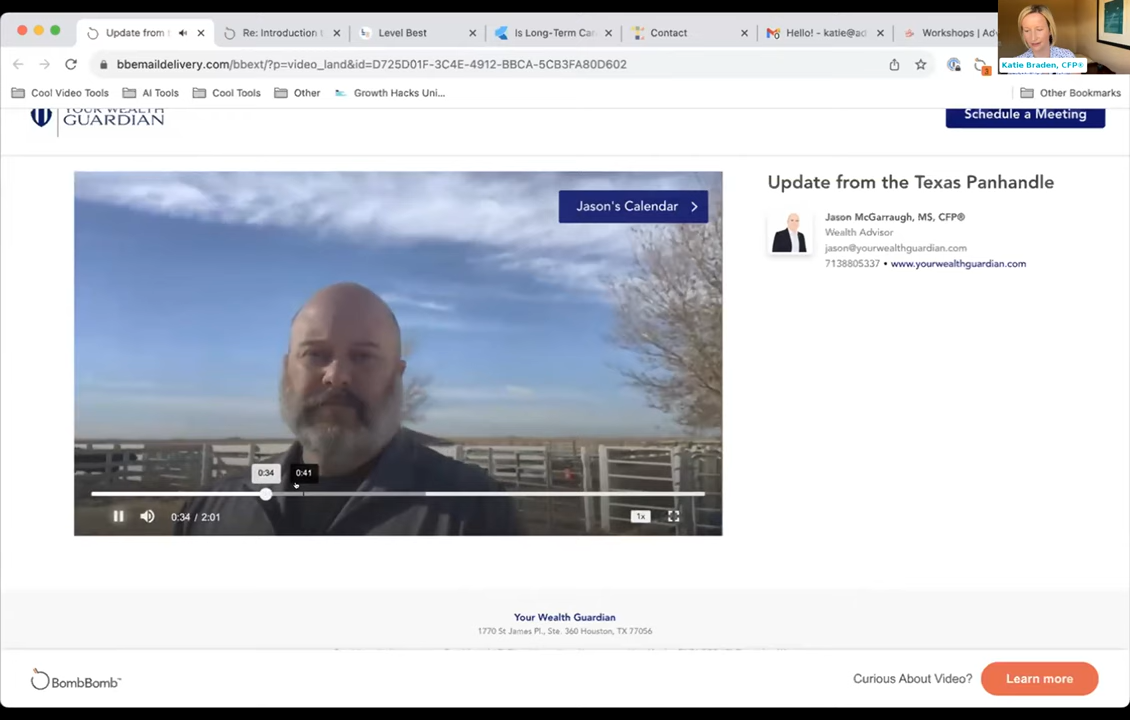 Update from
Re: Introduction
Level Best
Is Long-Term Car
Contact
Hello! - katie@ad
Workshops | Adv
Katie Braden, CFP®
bbemaildelivery.com/bbext/?p=video_land&id=D725D01F-3C4E-4912-BBCA-5CB3FA80D602
3
Cool Video Tools
AI Tools
Cool Tools
Other
Growth Hacks Uni...
Other Bookmarks
YOUR WEALTH
GUARDIAN
Schedule a Meeting
Jason's Calendar
Update from the Texas Panhandle
Jason McGarraugh, MS, CFP®
Wealth Advisor
jason@yourwealthguardian.com
7138805337 • www.yourwealthguardian.com
0:34
0:41
0:34 / 2:01
1x
Your Wealth Guardian
1770 St James Pl., Ste. 360 Houston, TX 77056
BombBomb™
Curious About Video?
Learn more